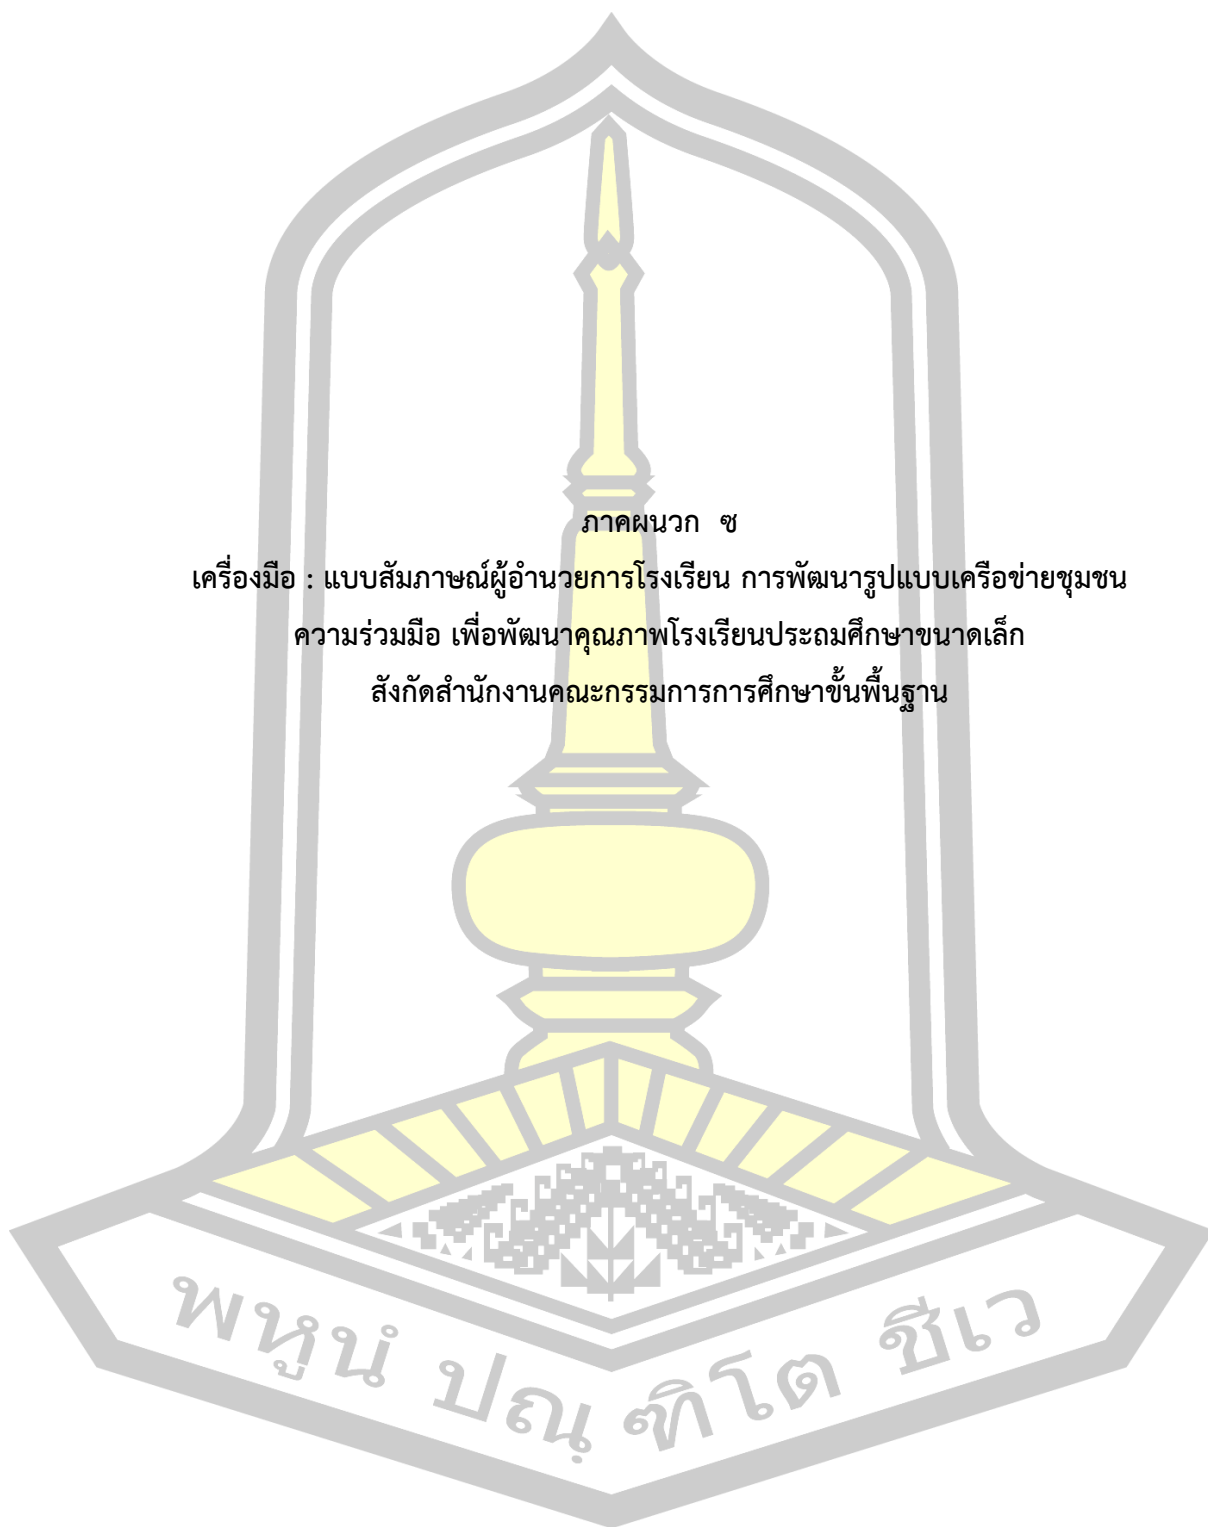 ภาคผนวก ซ
เครื่องมือ : แบบสัมภาษณ์ผู้อำนวยการโรงเรียน การพัฒนารูปแบบเครือข่ายชุมชน
ความร่วมมือ เพื่อพัฒนาคุณภาพโรงเรียนประถมศึกษาขนาดเล็ก
สังกัดสำนักงานคณะกรรมการการศึกษาขั้นพื้นฐาน
พหูนํ ปณฺฑิโต ชีเว